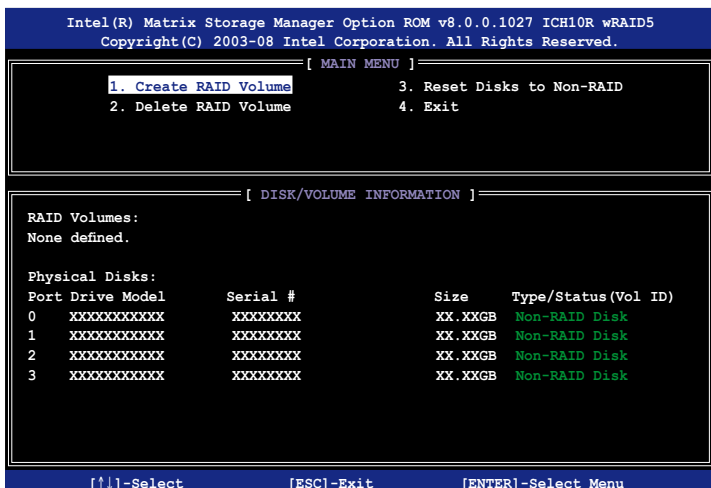 Intel(R) Matrix Storage Manager Option ROM v8.0.0.1027 ICH10R wRAID5
Copyright(C) 2003-08 Intel Corporation. All Rights Reserved.
[ MAIN MENU ]
1. Create RAID Volume 3. Reset Disks to Non-RAID
2. Delete RAID Volume 4. Exit
[ DISK/VOLUME INFORMATION ]
RAID Volumes:
None defined.
Physical Disks:
Port Drive Model Serial # Size Type/Status(Vol ID)
0 XXXXXXXXXXX XXXXXXXX XX.XXGB Non-RAID Disk
1 XXXXXXXXXXX XXXXXXXX XX.XXGB Non-RAID Disk
2 XXXXXXXXXXX XXXXXXXX XX.XXGB Non-RAID Disk
3 XXXXXXXXXXX XXXXXXXX XX.XXGB Non-RAID Disk
[↑↓]-Select [ESC]-Exit [ENTER]-Select Menu